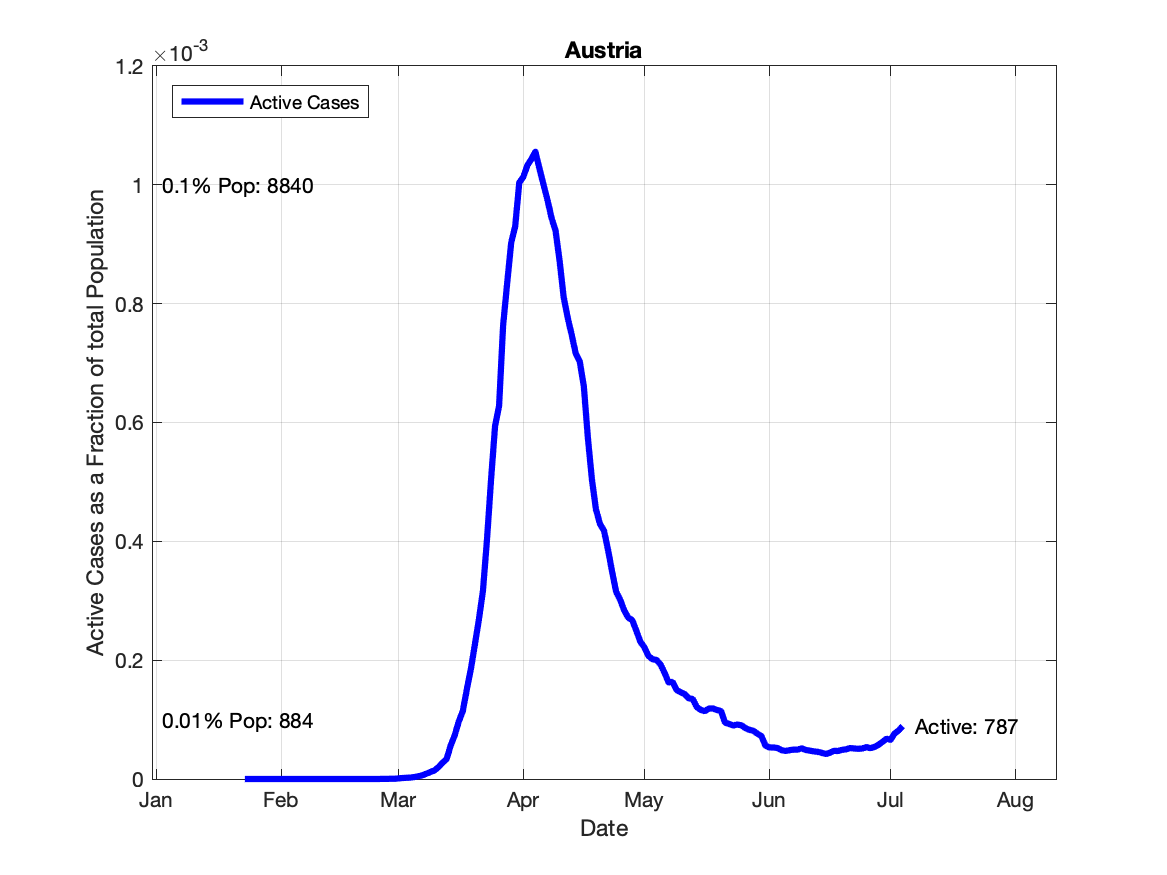 Austria
×10-3
1.2
1
0.8
0.6
0.4
0.2
0
Active Cases as a Fraction of total Population
Active Cases
0.1% Pop: 8840
0.01% Pop: 884
Active: 787
Jan Feb Mar Apr May Jun Jul Aug
Date